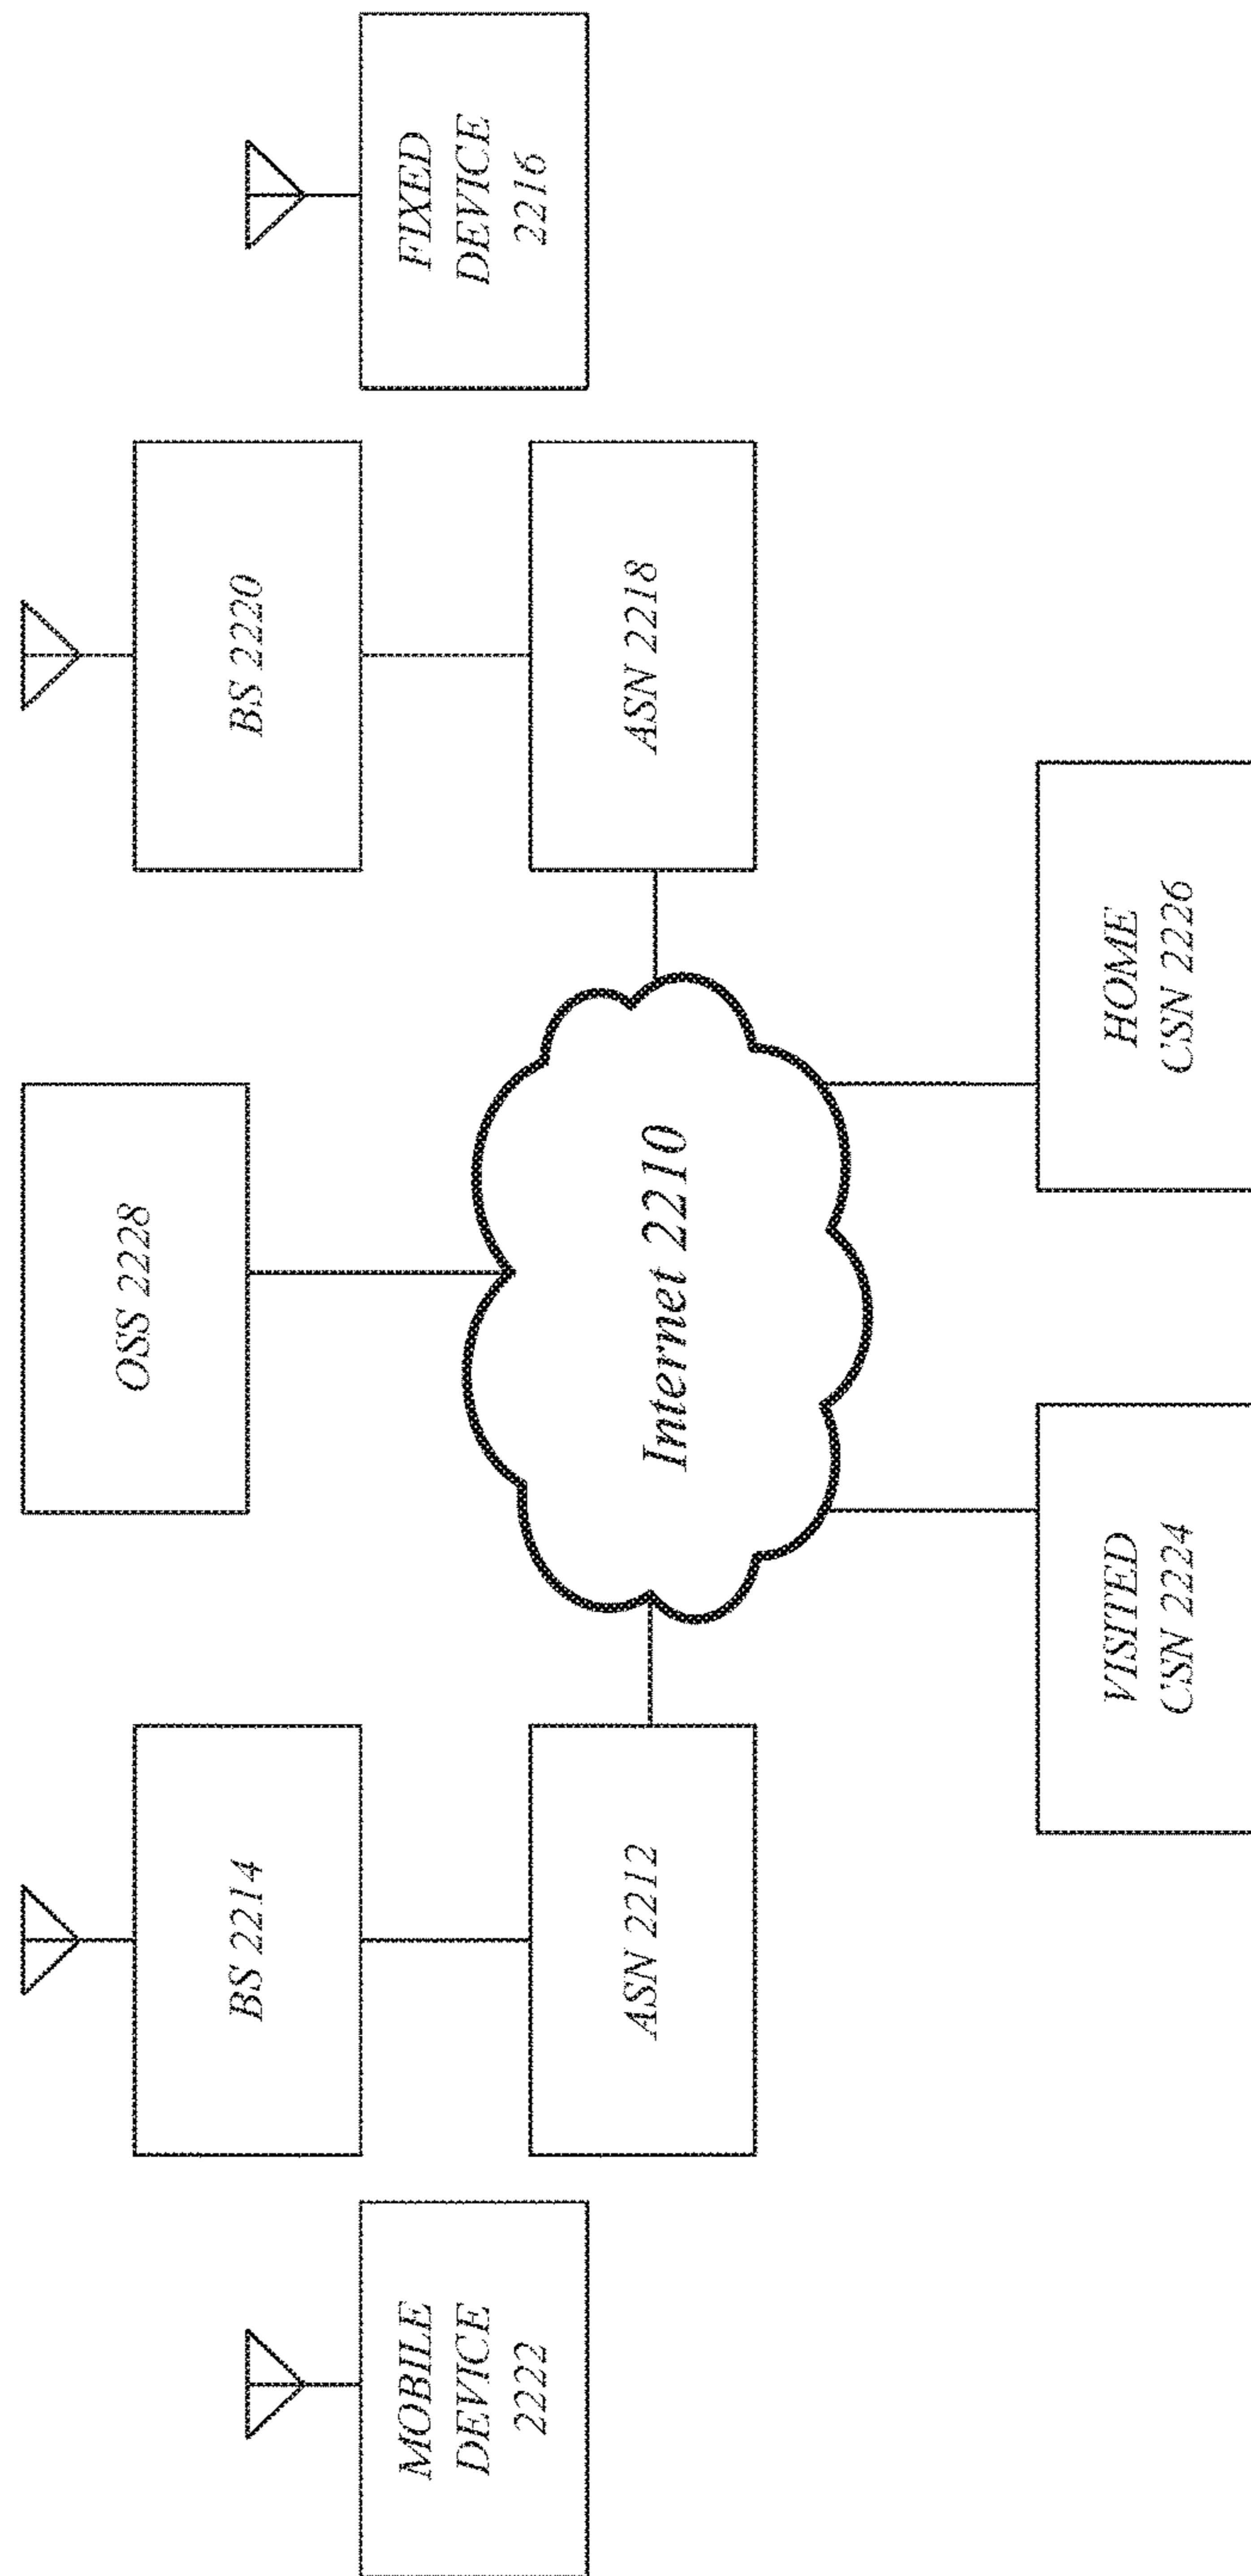 OSS 2228
BS 2214
BS 2220
MOBILE
DEVICE
2222
FIXED
DEVICE
2216
ASN 2212
Internet 2210
ASN 2218
VISITED
CSN 2224
HOME
CSN 2226